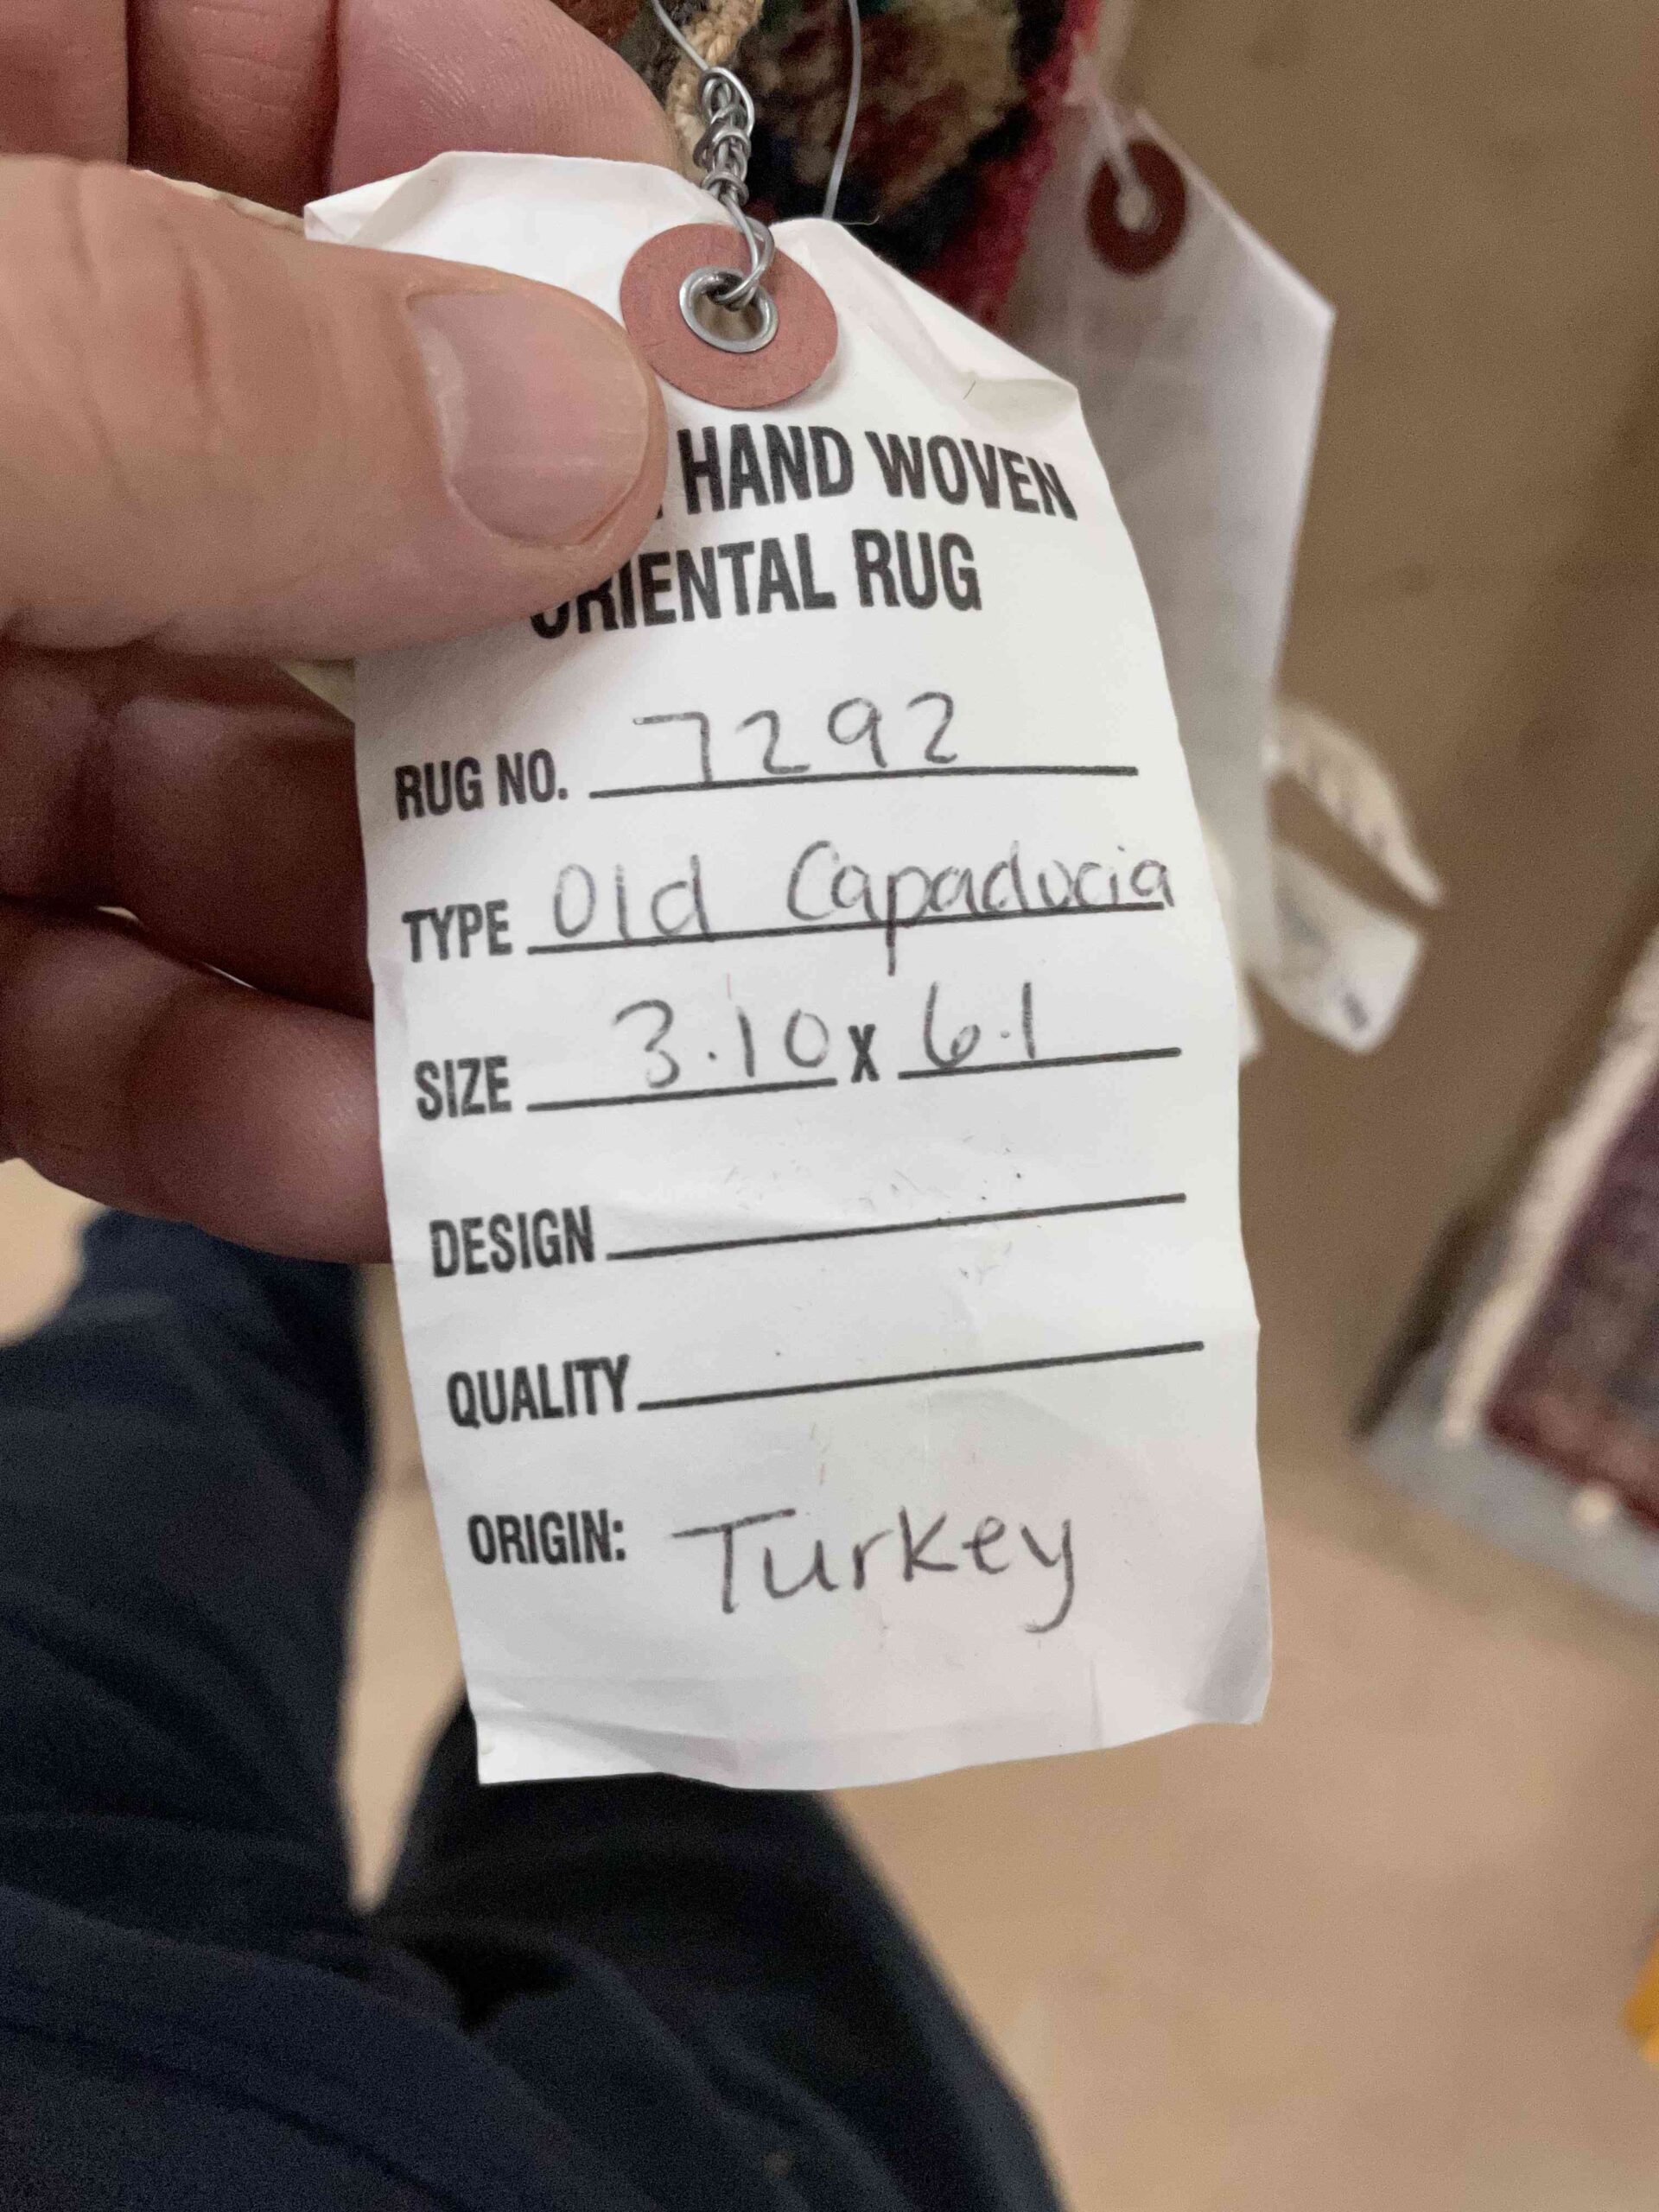 HAND WOVEN
ORIENTAL RUG
RUG NO. 7292
TYPE Old Capaducia
SIZE 3.10 x 6.1
DESIGN
QUALITY
ORIGIN: Turkey